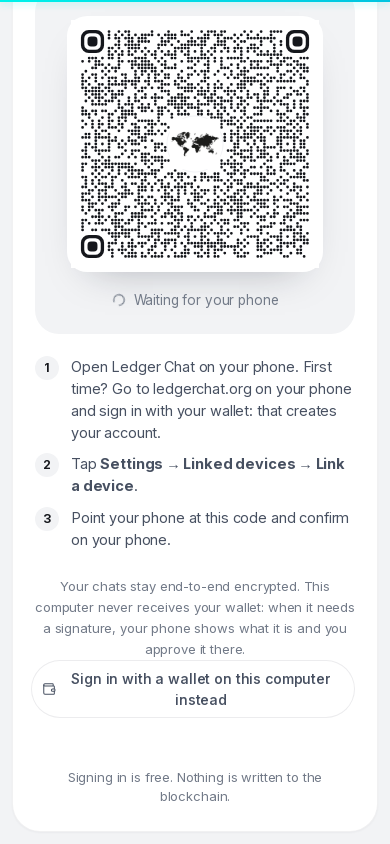 Waiting for your phone
1 Open Ledger Chat on your phone. First
time? Go to ledgerchat.org on your phone
and sign in with your wallet: that creates
your account.
2 Tap Settings → Linked devices → Link
a device.
3 Point your phone at this code and confirm
on your phone.
Your chats stay end-to-end encrypted. This
computer never receives your wallet: when it needs
a signature, your phone shows what it is and you
approve it there.
Sign in with a wallet on this computer
instead
Signing in is free. Nothing is written to the
blockchain.